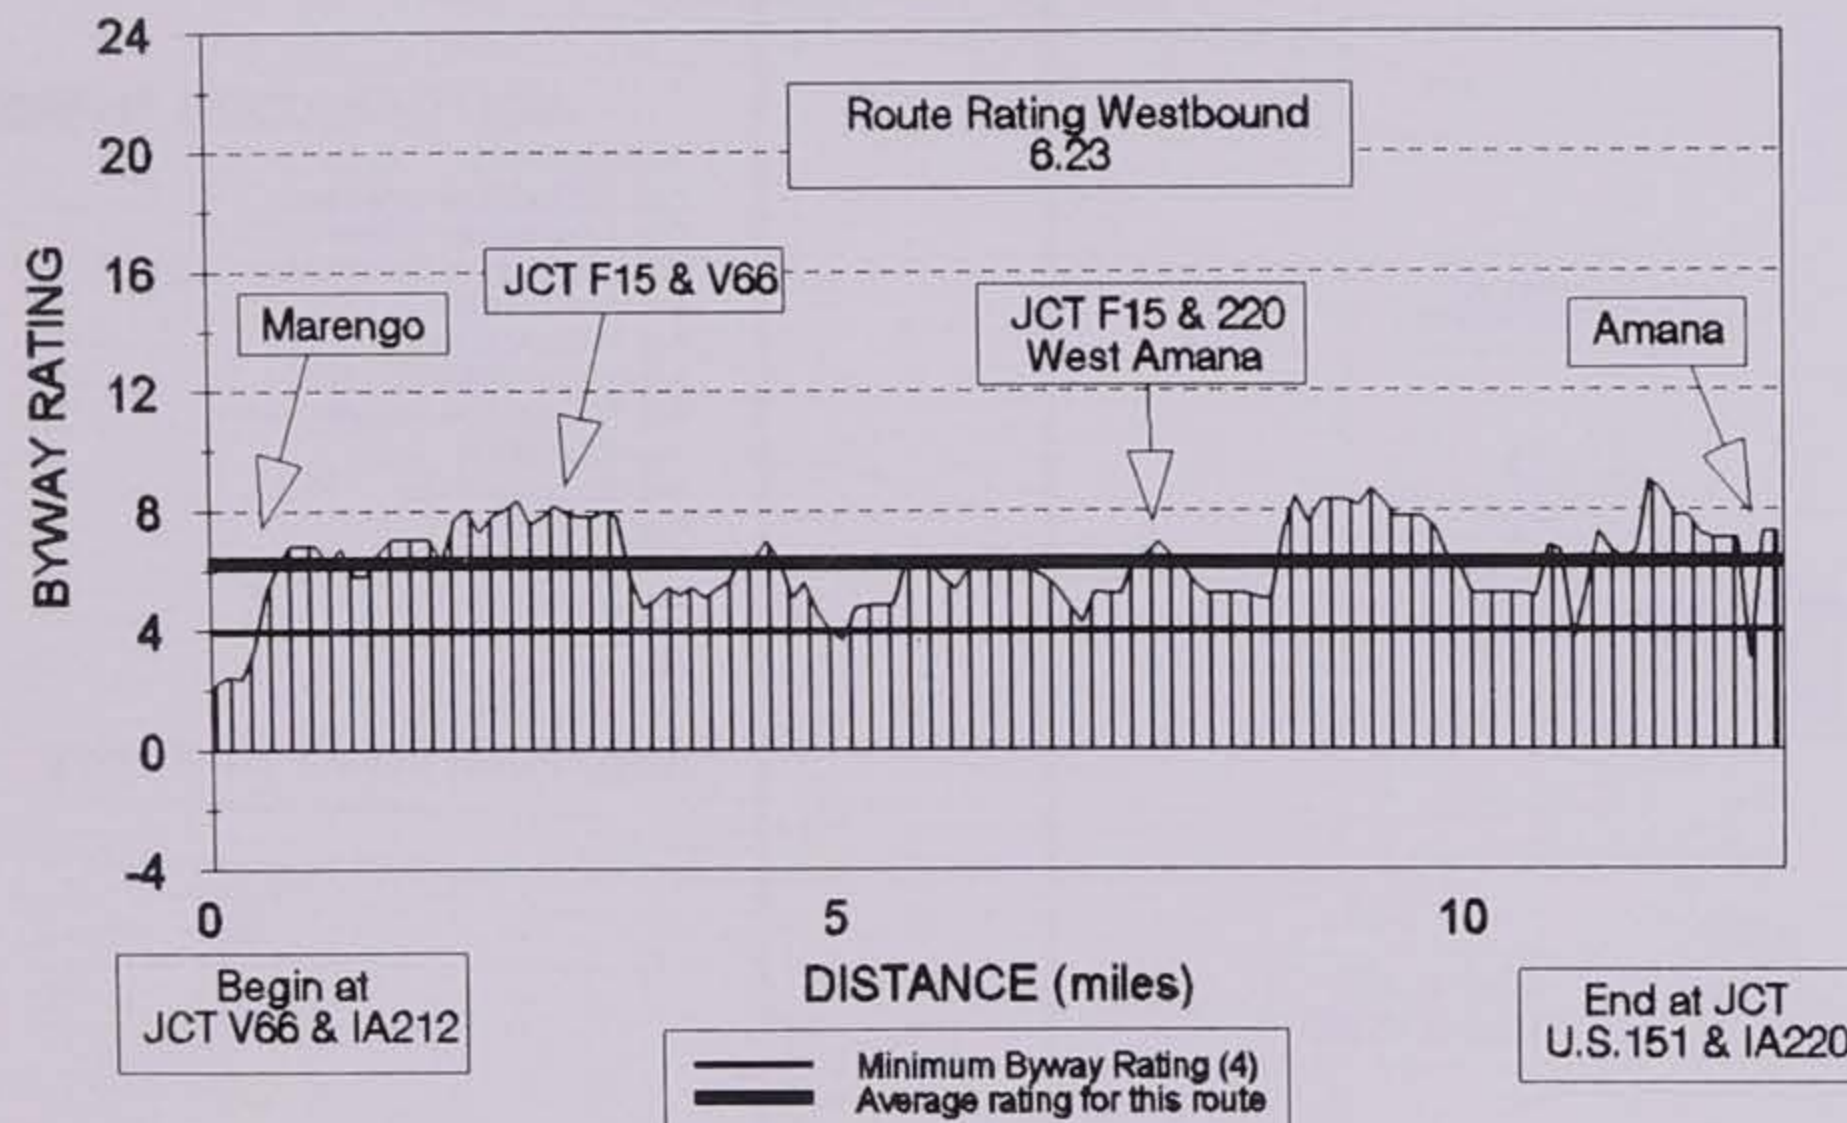 24
20
16
12
8
4
0
-4
BYWAY RATING
Route Rating Westbound
6.23
Marengo
JCT F15 & V66
JCT F15 & 220
West Amana
Amana
0
5
10
DISTANCE (miles)
Begin at
JCT V66 & IA212
End at JCT
U.S.151 & IA220
Minimum Byway Rating (4)
Average rating for this route